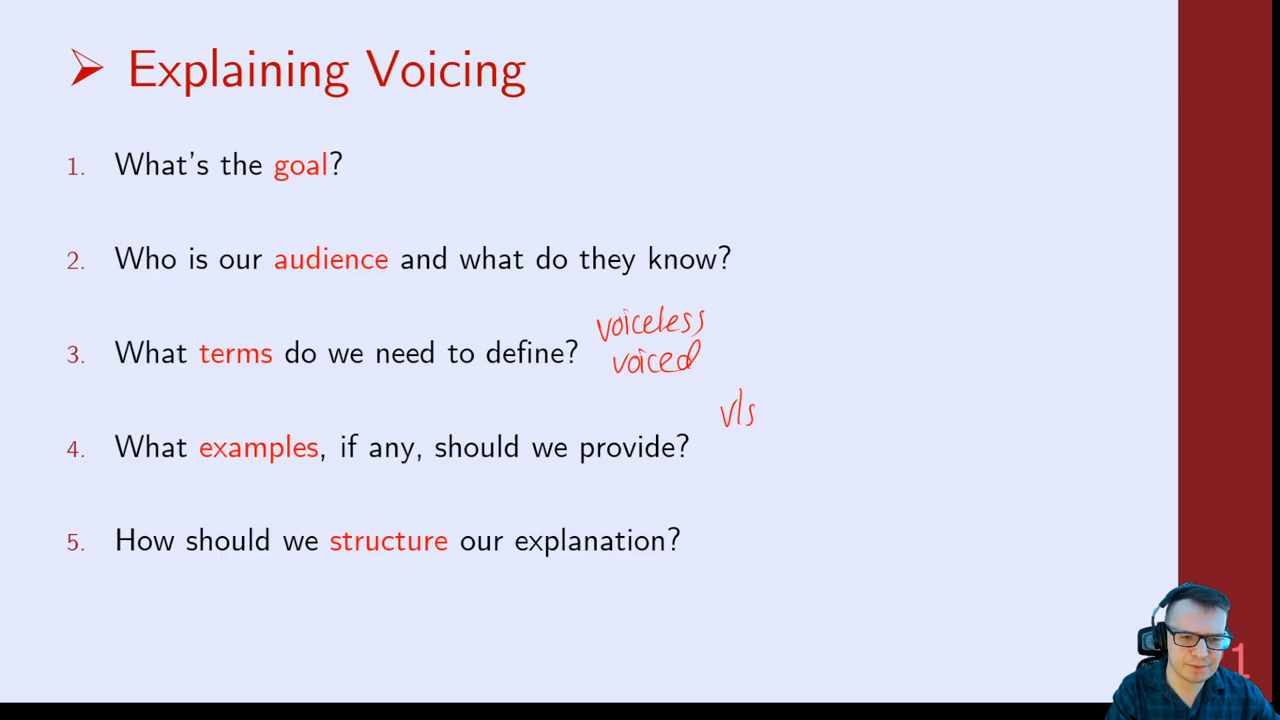 ➢ Explaining Voicing
1. What's the goal?
2. Who is our audience and what do they know?
voiceless
3. What terms do we need to define?
voiced
vls
4. What examples, if any, should we provide?
5. How should we structure our explanation?
1